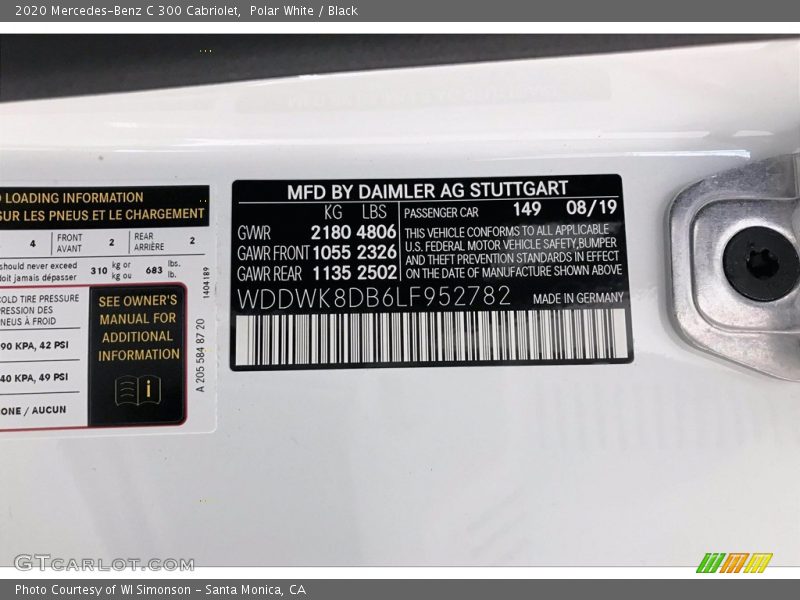 2020 Mercedes-Benz C 300 Cabriolet, Polar White / Black
LOADING INFORMATION
SUR LES PNEUS ET LE CHARGEMENT
4 FRONT AVANT 2 REAR ARRIÈRE 2
should never exceed
doit jamais dépasser 310 kg or kg ou 683 lbs. lb.
COLD TIRE PRESSURE
PRESSION DES
PNEUS À FROID
90 KPA, 42 PSI
40 KPA, 49 PSI
ONE / AUCUN
SEE OWNER'S
MANUAL FOR
ADDITIONAL
INFORMATION
i
A 205 584 87 20
1404189
MFD BY DAIMLER AG STUTTGART
KG LBS
GVWR 2180 4806
GAWR FRONT 1055 2326
GAWR REAR 1135 2502
PASSENGER CAR 149 08/19
THIS VEHICLE CONFORMS TO ALL APPLICABLE
U.S. FEDERAL MOTOR VEHICLE SAFETY,BUMPER
AND THEFT PREVENTION STANDARDS IN EFFECT
ON THE DATE OF MANUFACTURE SHOWN ABOVE
WDDWK8DB6LF952782 MADE IN GERMANY
GTCARLOT.COM
Photo Courtesy of WI Simonson - Santa Monica, CA